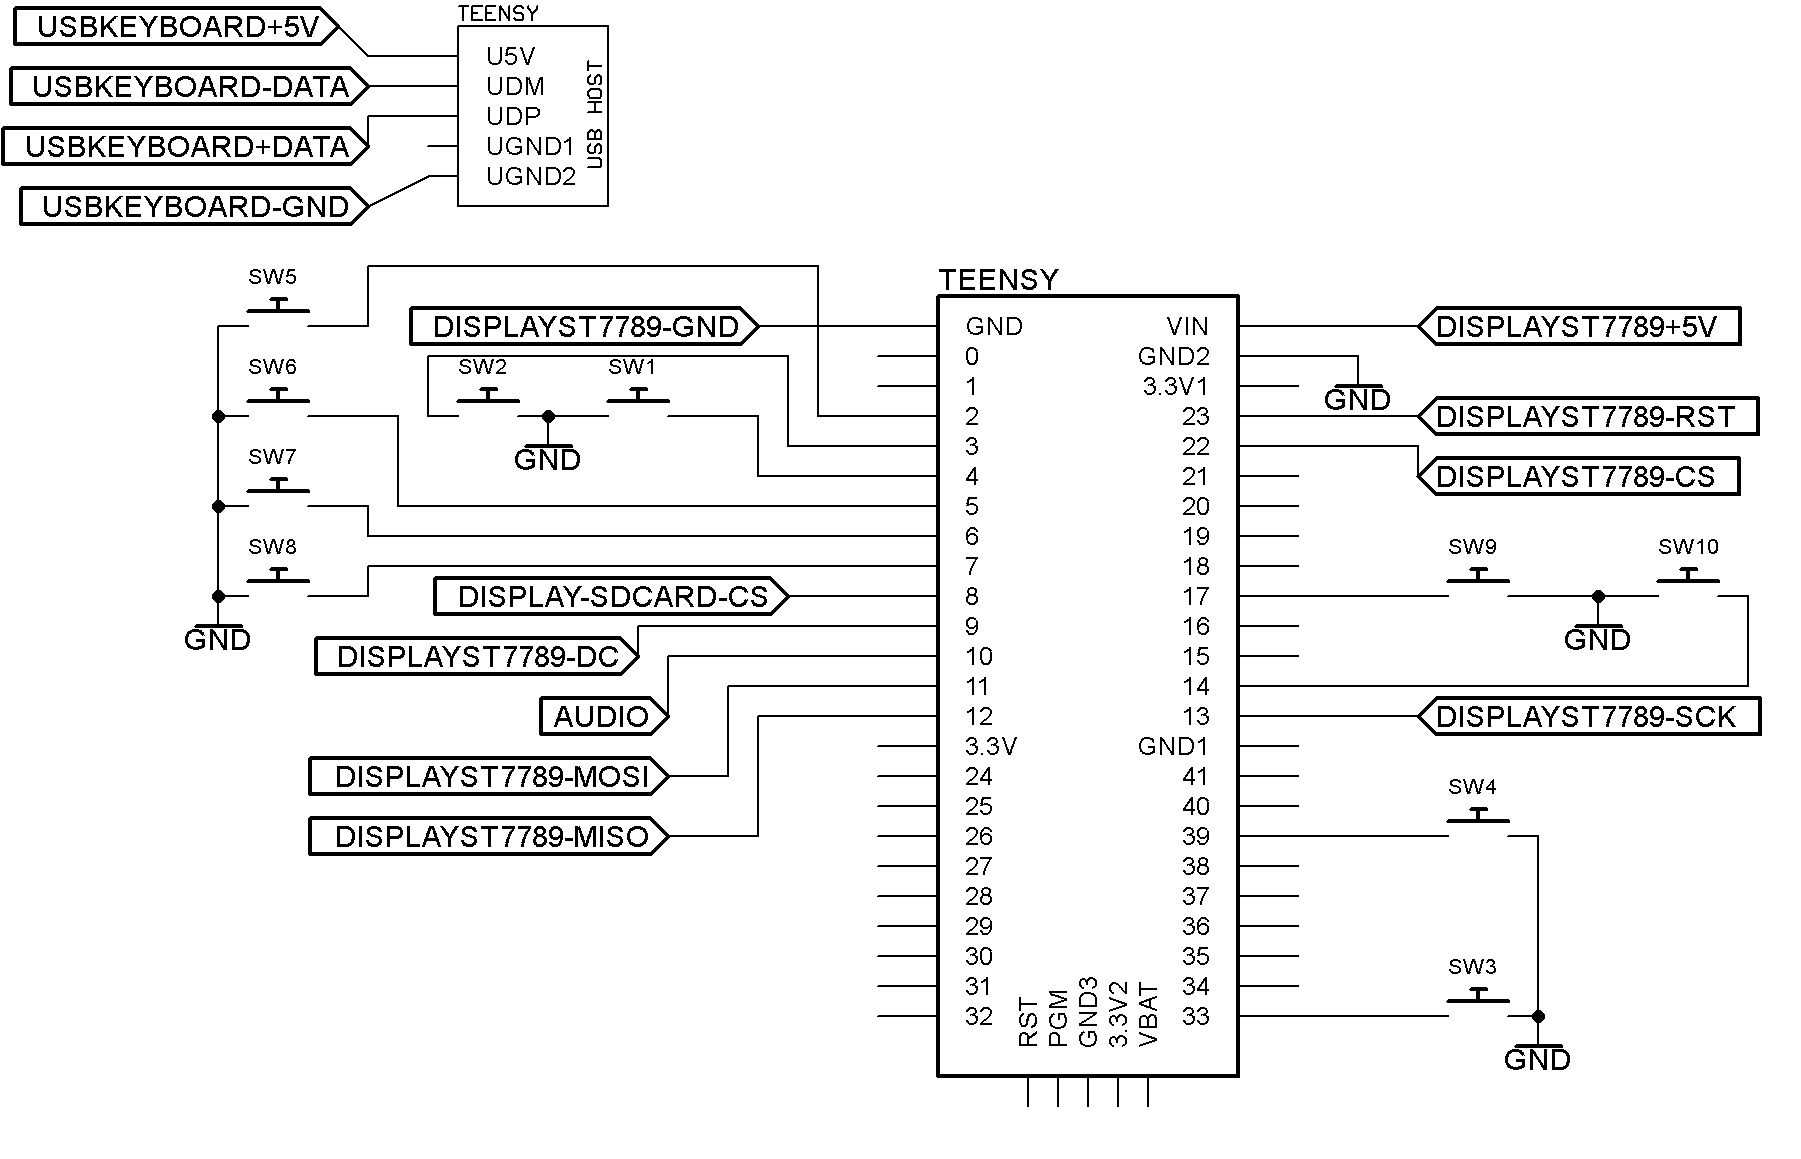 TEENSY
USBKEYBOARD+5V
USBKEYBOARD-DATA
USBKEYBOARD+DATA
USBKEYBOARD-GND
U5V
UDM
UDP
UGND1
UGND2
USB HOST
SW5
SW6
SW7
SW8
GND
DISPLAYST7789-GND
SW2
SW1
GND
DISPLAY-SDCARD-CS
DISPLAYST7789-DC
AUDIO
DISPLAYST7789-MOSI
DISPLAYST7789-MISO
TEENSY
GND
0
1
2
3
4
5
6
7
8
9
10
11
12
3.3V
24
25
26
27
28
29
30
31
32
RST
PGM
GND3
3.3V2
VBAT
VIN
GND2
3.3V1
23
22
21
20
19
18
17
16
15
14
13
GND1
41
40
39
38
37
36
35
34
33
DISPLAYST7789+5V
GND
DISPLAYST7789-RST
DISPLAYST7789-CS
SW9
SW10
GND
DISPLAYST7789-SCK
SW4
SW3
GND